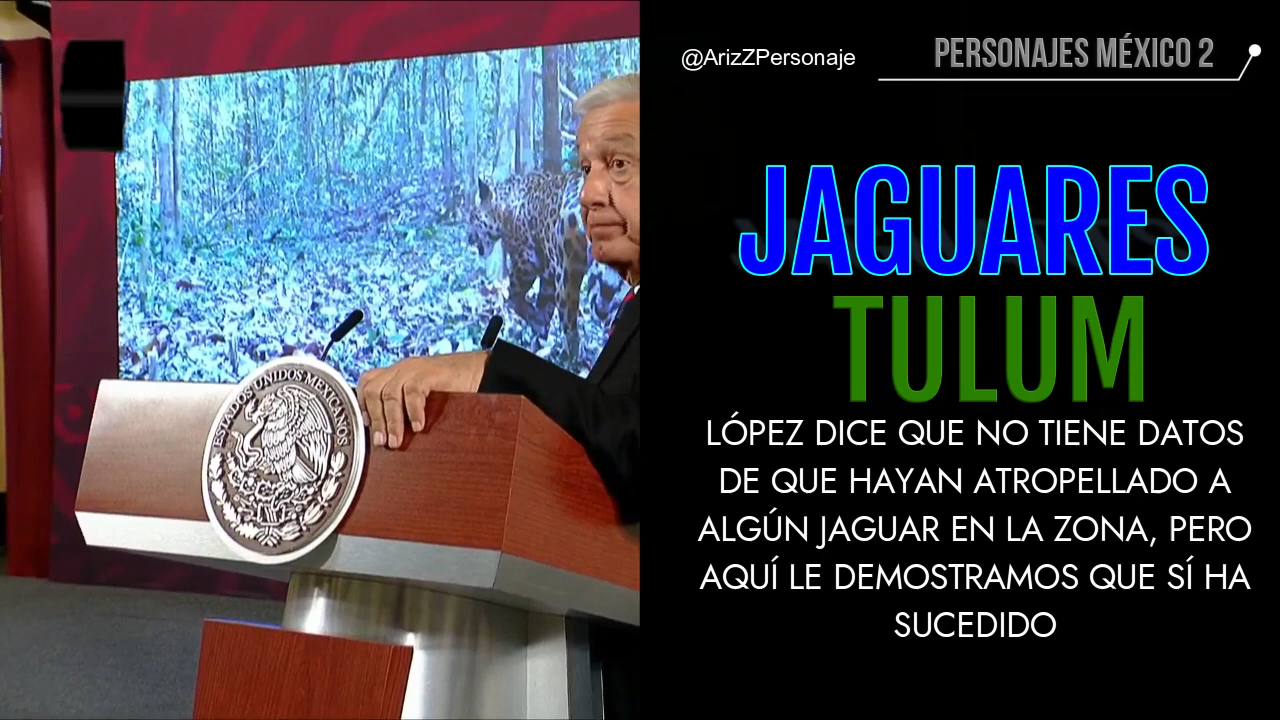 @ArizZPersonaje
PERSONAJES MÉXICO 2
JAGUARES
TULUM
LÓPEZ DICE QUE NO TIENE DATOS
DE QUE HAYAN ATROPELLADO A
ALGÚN JAGUAR EN LA ZONA, PERO
AQUÍ LE DEMOSTRAMOS QUE SÍ HA
SUCEDIDO
ESTADOS UNIDOS MEXICANOS